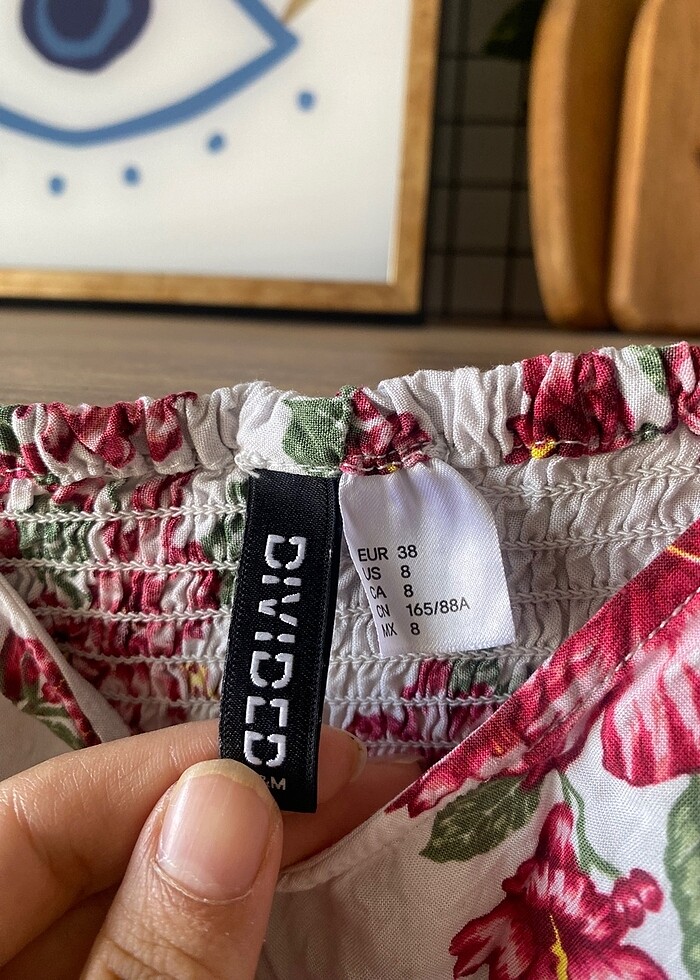 DIVIDED
&M
EUR 38
US 8
CA 8
CN 165/88A
MX 8